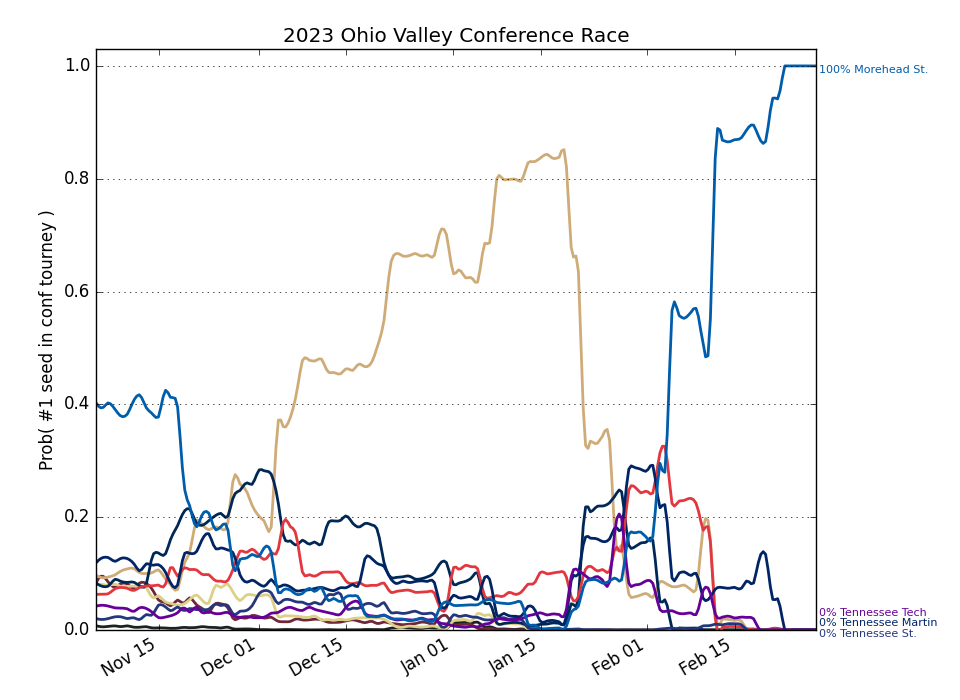 2023 Ohio Valley Conference Race
Prob( #1 seed in conf tourney )
1.0
0.8
0.6
0.4
0.2
0.0
Nov 15
Dec 01
Dec 15
Jan 01
Jan 15
Feb 01
Feb 15
100% Morehead St.
0% Tennessee Tech
0% Tennessee Martin
0% Tennessee St.